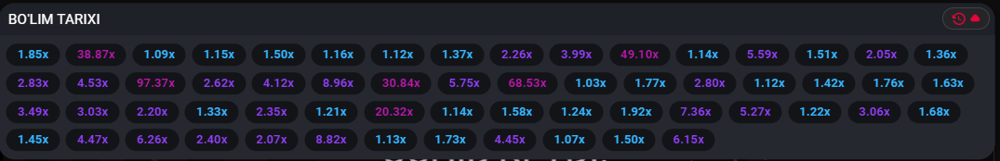 BO'LIM TARIXI
1.85x 38.87x 1.09x 1.15x 1.50x 1.16x 1.12x 1.37x 2.26x 3.99x 49.10x 1.14x 5.59x 1.51x 2.05x 1.36x
2.83x 4.53x 97.37x 2.62x 4.12x 8.96x 30.84x 5.75x 68.53x 1.03x 1.77x 2.80x 1.12x 1.42x 1.76x 1.63x
3.49x 3.03x 2.20x 1.33x 2.35x 1.21x 20.32x 1.14x 1.58x 1.24x 1.92x 7.36x 5.27x 1.22x 3.06x 1.68x
1.45x 4.47x 6.26x 2.40x 2.07x 8.82x 1.13x 1.73x 4.45x 1.07x 1.50x 6.15x